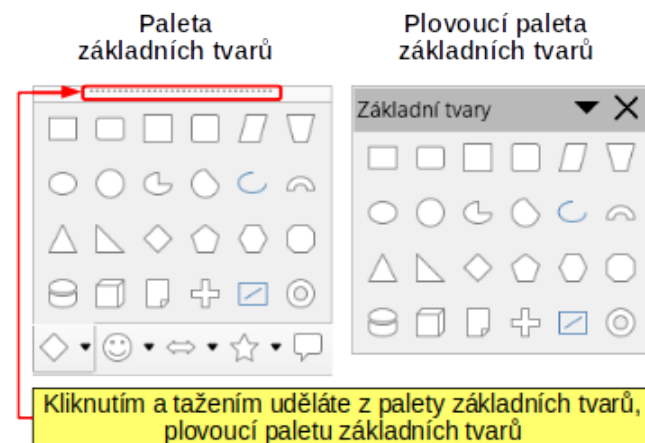 Paleta
základních tvarů
Plovoucí paleta
základních tvarů
Základní tvary
Kliknutím a tažením uděláte z palety základních tvarů,
plovoucí paletu základních tvarů